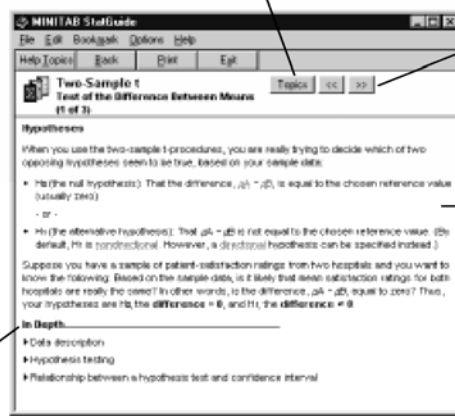 MINITAB StatGuide
File Edit Bookmark Options Help
Help Topics Back Print Exit
Two-Sample t
Test of the Difference Between Means
(1 of 3)
Topics << >>
Hypotheses
When you use the two-sample t-procedures, you are really trying to decide which of two
opposing hypotheses seem to be true, based on your sample data:
• H0 (the null hypothesis): That the difference, μA - μB, is equal to the chosen reference value
(usually zero)
- or -
• H1 (the alternative hypothesis): That μA - μB is not equal to the chosen reference value. (By
default, H1 is nondirectional. However, a directional hypothesis can be specified instead.)
Suppose you have a sample of patient-satisfaction ratings from two hospitals and you want to
know the following: Based on the sample data, is it likely that mean satisfaction ratings for both
hospitals are really the same? In other words, is the difference, μA - μB, equal to zero? Thus,
your hypotheses are H0, the difference = 0, and H1, the difference ≠ 0.
In Depth
Data description
Hypothesis testing
Relationship between a hypothesis test and confidence interval